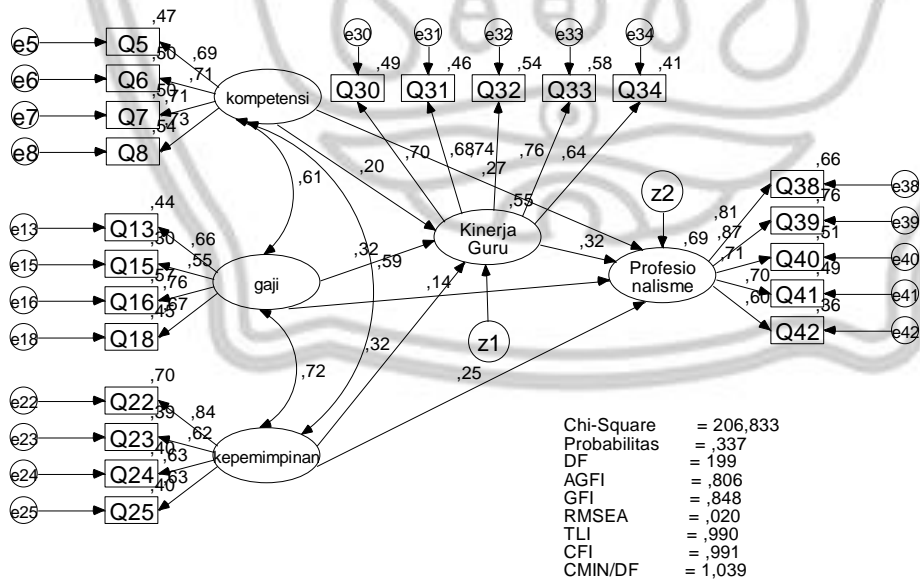 ,47
e5 Q5 ,69
,50
e6 Q6 ,71
,50
e7 Q7 ,71
,54
e8 Q8 ,73
kompetensi
e30 e31 e32 e33 e34
,49 ,46 ,54 ,58 ,41
Q30 Q31 Q32 Q33 Q34
,70 ,68 ,74 ,76 ,64
,20 ,27
,61
,44
e13 Q13 ,66
,30
e15 Q15 ,55
,57
e16 Q16 ,76
,45
e18 Q18 ,67
gaji
,32 ,59
,55
Kinerja
Guru
,32
,14
z1
z2
,69
Profesio
nalisme
,66
,81 Q38 e38
,76
,87 Q39 e39
,51
,71 Q40 e40
,49
,70 Q41 e41
,36
,60 Q42 e42
,72
,32
,25
,70
e22 Q22 ,84
,39
e23 Q23 ,62
,40
e24 Q24 ,63
,40
e25 Q25 ,63
kepemimpinan
Chi-Square = 206,833
Probabilitas = ,337
DF = 199
AGFI = ,806
GFI = ,848
RMSEA = ,020
TLI = ,990
CFI = ,991
CMIN/DF = 1,039